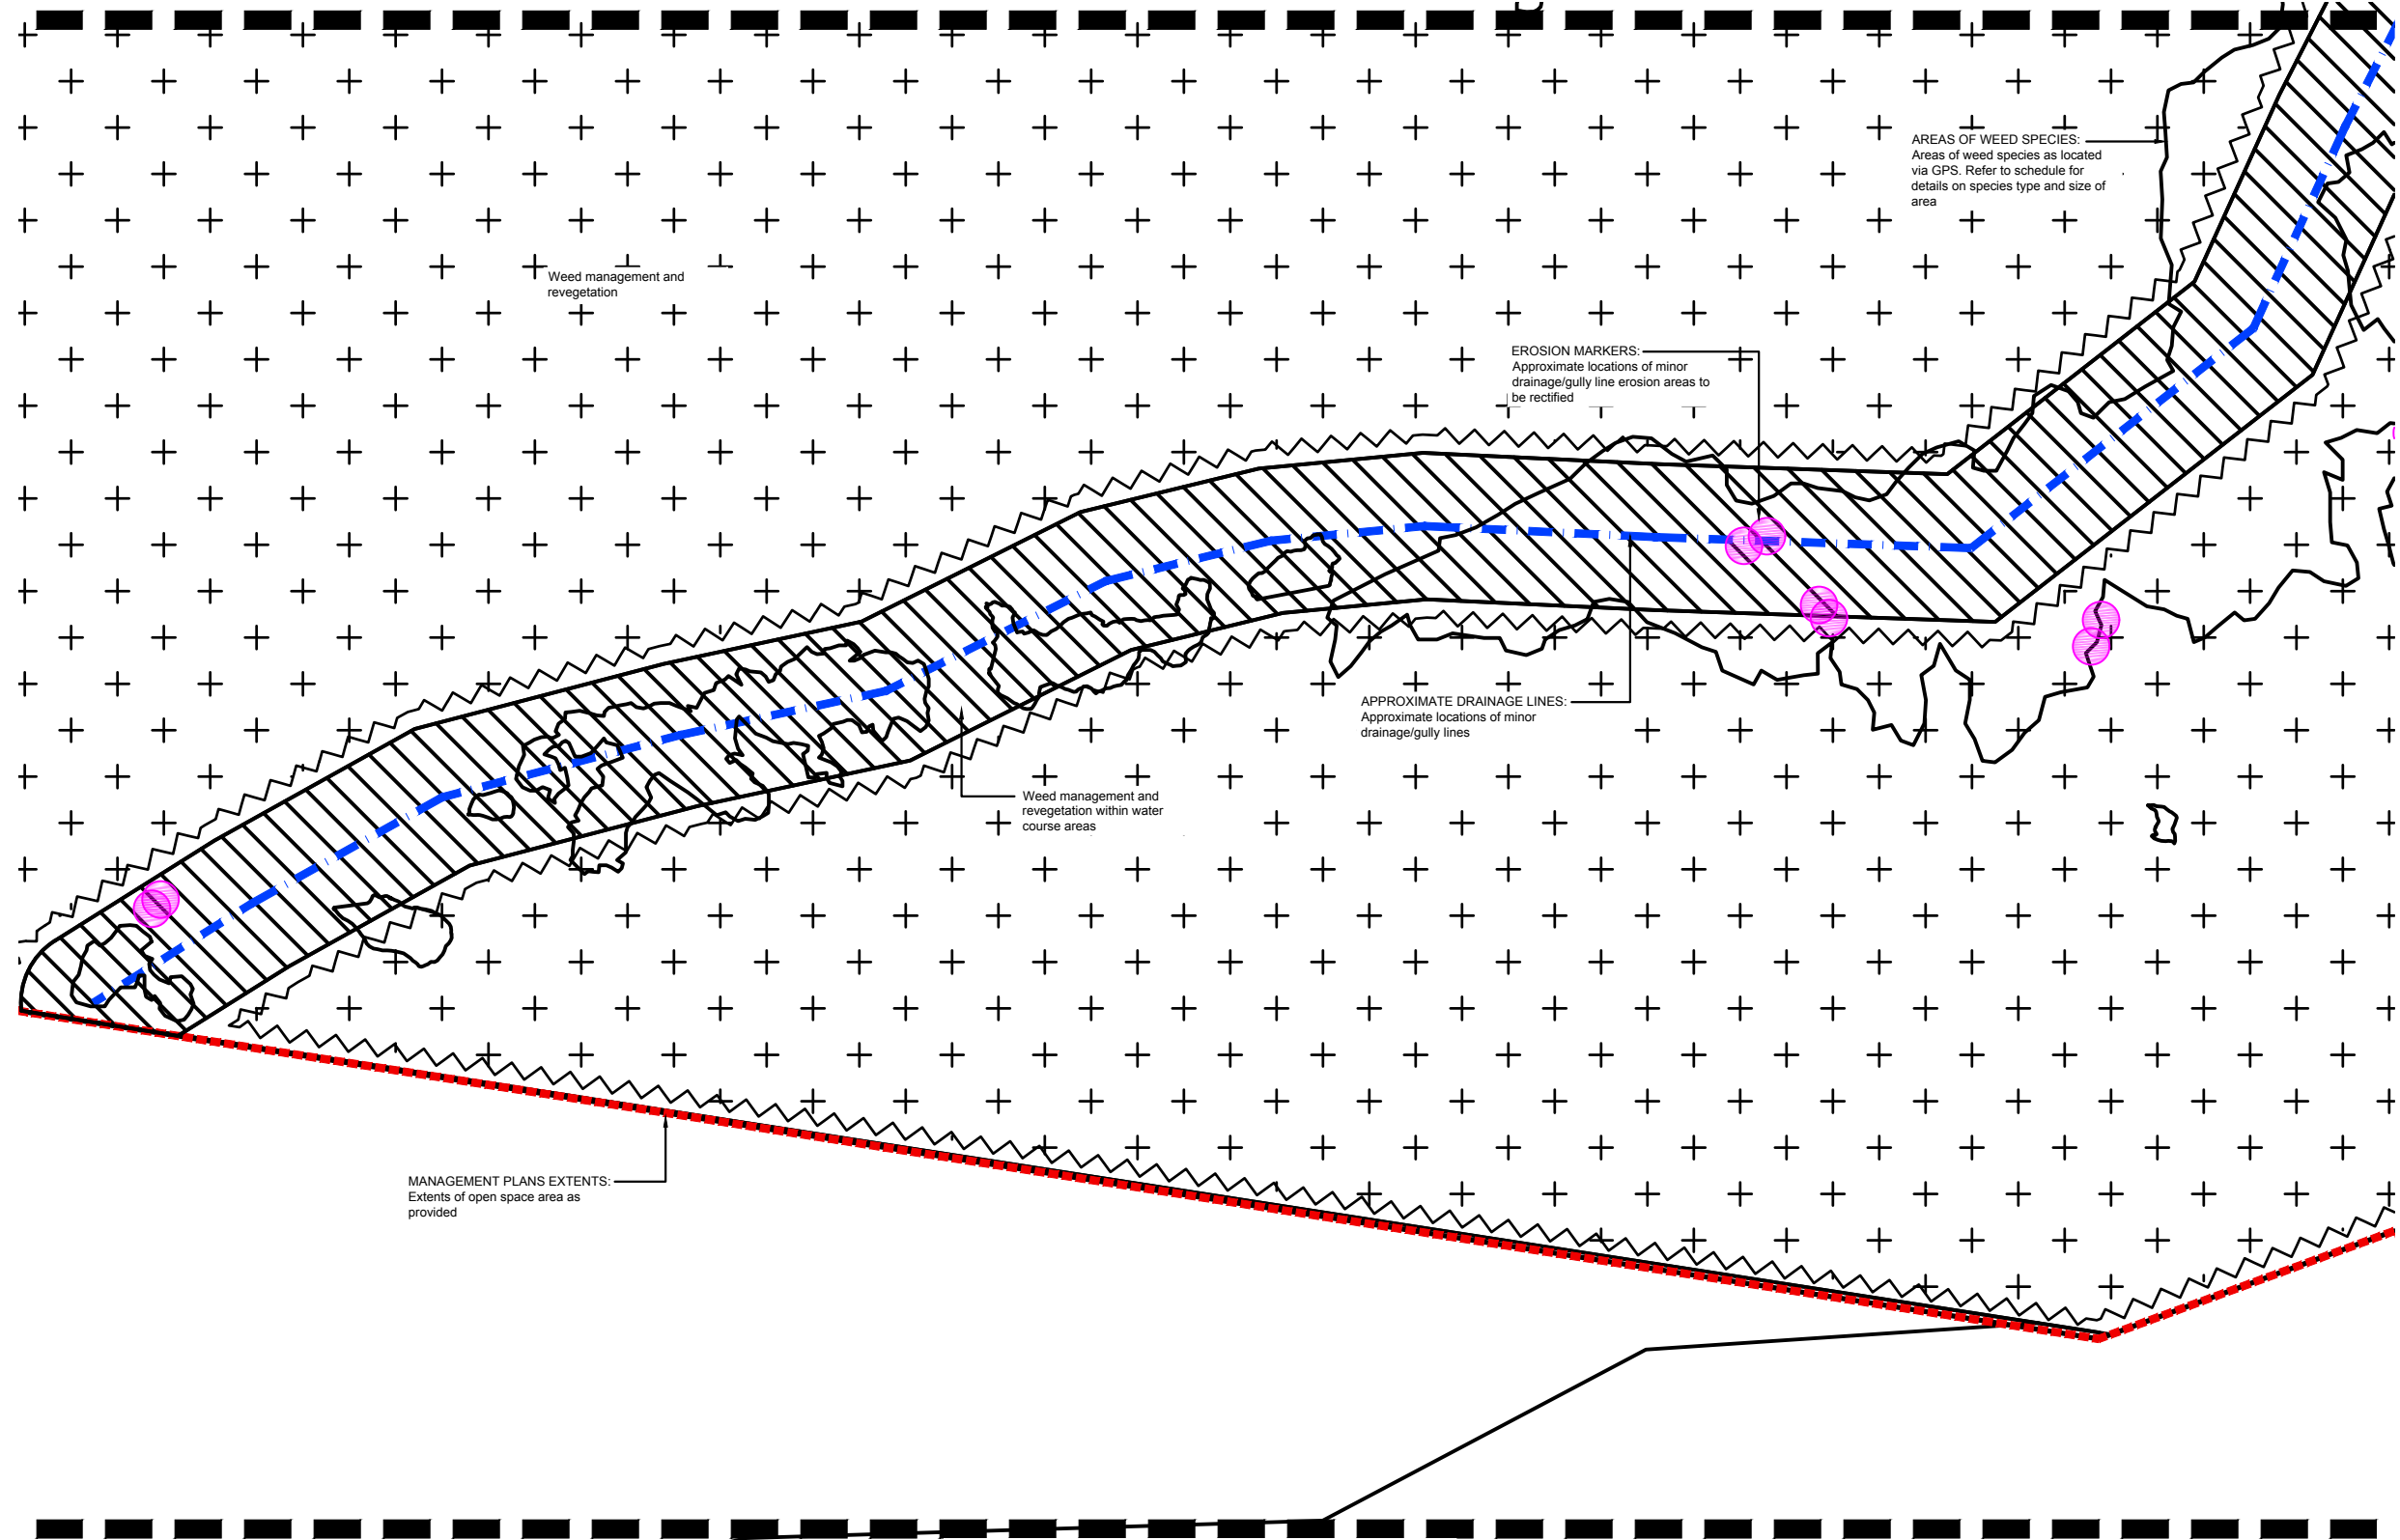 AREAS OF WEED SPECIES:
Areas of weed species as located
via GPS. Refer to schedule for
details on species type and size of
area
Weed management and
revegetation
EROSION MARKERS:
Approximate locations of minor
drainage/gully line erosion areas to
be rectified
APPROXIMATE DRAINAGE LINES:
Approximate locations of minor
drainage/gully lines
Weed management and
revegetation within water
course areas
MANAGEMENT PLANS EXTENTS:
Extents of open space area as
provided